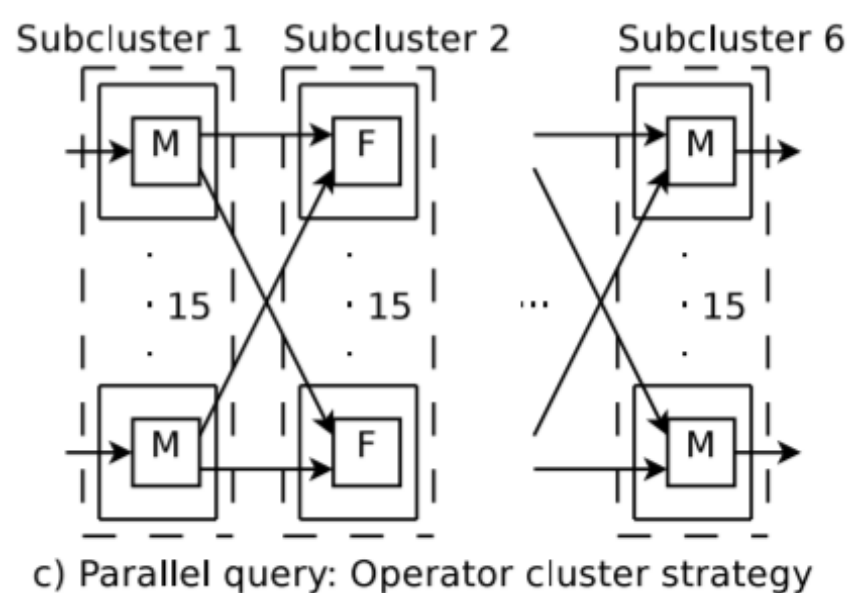 Subcluster 1 Subcluster 2 Subcluster 6
M F M
15 15 ... 15
M F M
c) Parallel query: Operator cluster strategy